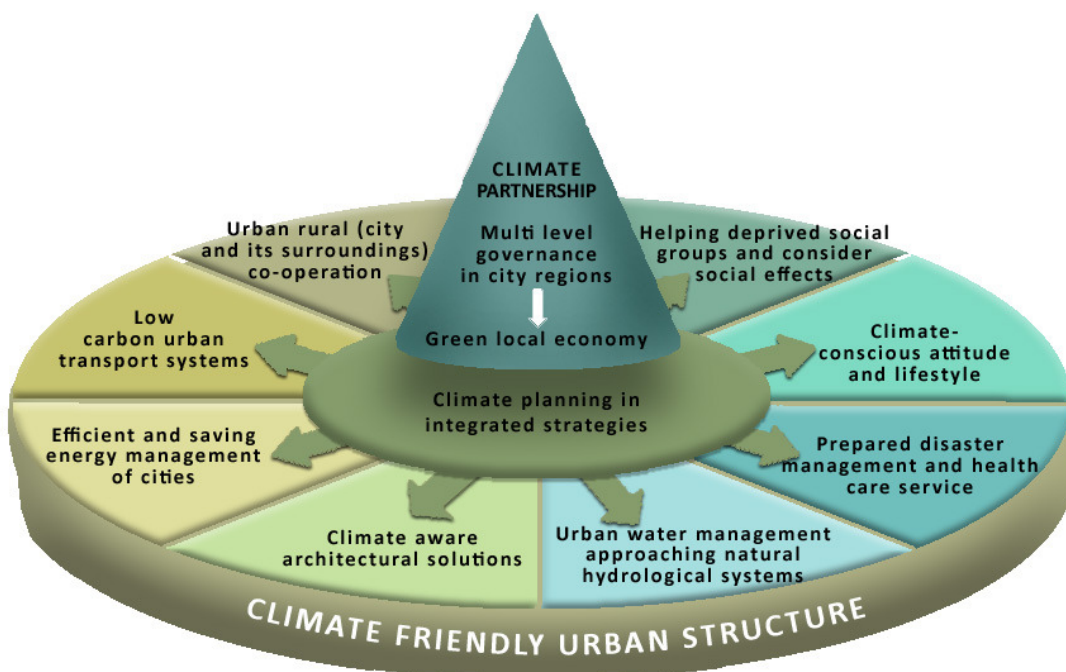 CLIMATE
PARTNERSHIP
Multi level
governance
in city regions
Green local economy
Climate planning in
integrated strategies
Urban rural (city
and its surroundings)
co-operation
Helping deprived social
groups and consider
social effects
Low
carbon urban
transport systems
Climate-
conscious attitude
and lifestyle
Efficient and saving
energy management
of cities
Prepared disaster
management and health
care service
Climate aware
architectural solutions
Urban water management
approaching natural
hydrological systems
CLIMATE FRIENDLY URBAN STRUCTURE